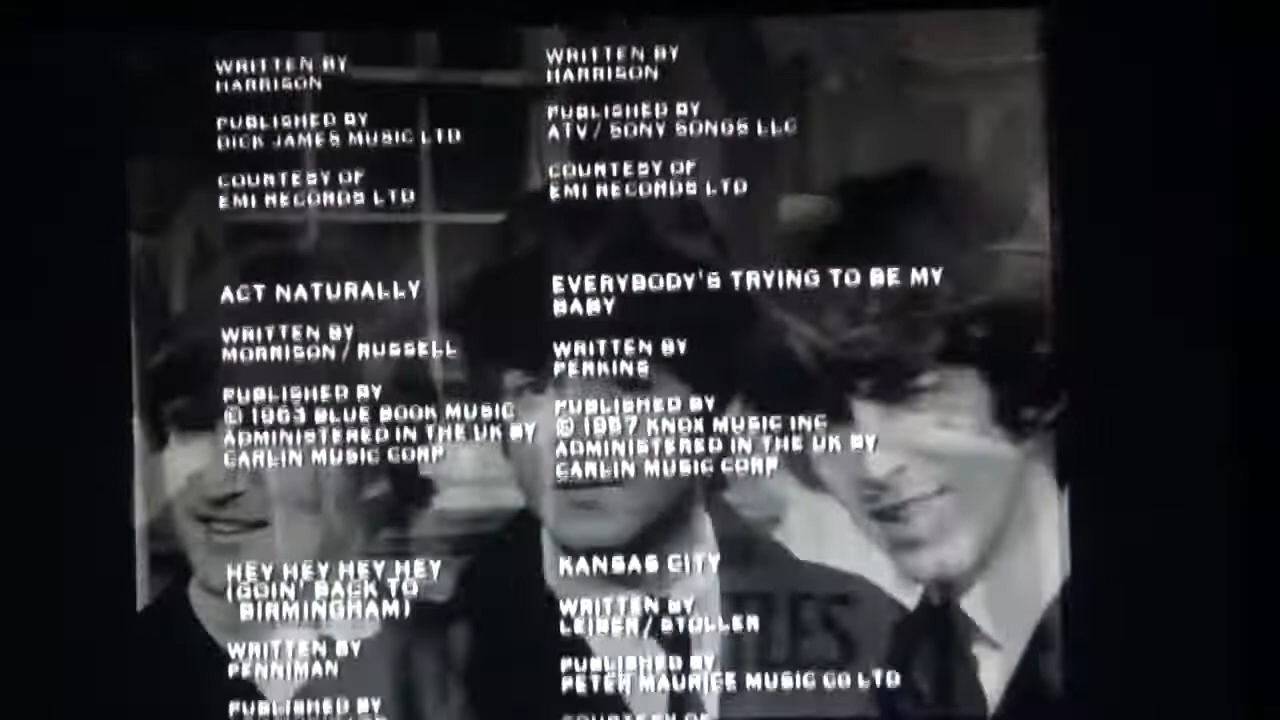 WRITTEN BY
HARRISON
PUBLISHED BY
DICK JAMES MUSIC LTD
COURTESY OF
EMI RECORDS LTD
ACT NATURALLY
WRITTEN BY
MORRISON / RUSSELL
PUBLISHED BY
© 1963 BLUE BOOK MUSIC
ADMINISTERED IN THE UK BY
CARLIN MUSIC CORP
HEY HEY HEY HEY
(GOIN' BACK TO
BIRMINGHAM)
WRITTEN BY
PENNIMAN
PUBLISHED BY
WRITTEN BY
HARRISON
PUBLISHED BY
ATV / SONY SONGS LLC
COURTESY OF
EMI RECORDS LTD
EVERYBODY'S TRYING TO BE MY
BABY
WRITTEN BY
PERKINS
PUBLISHED BY
© 1957 KNOX MUSIC INC
ADMINISTERED IN THE UK BY
CARLIN MUSIC CORP
KANSAS CITY
WRITTEN BY
LEIBER / STOLLER
PUBLISHED BY
PETER MAURICE MUSIC CO LTD
COURTESY OF